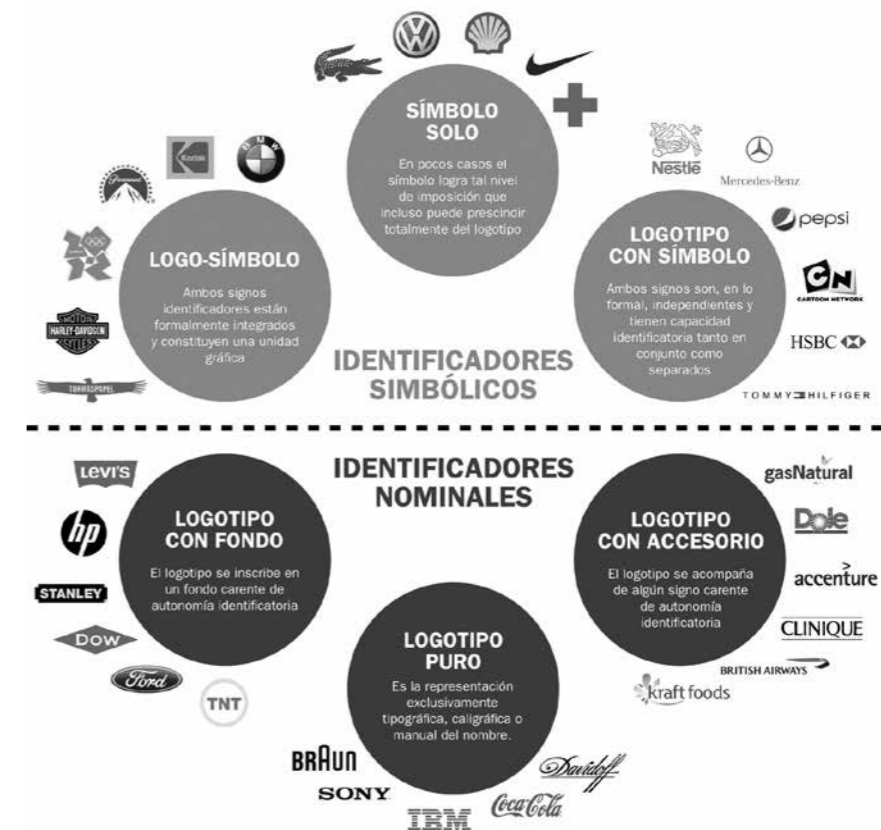 SÍMBOLO
SOLO
En pocos casos el
símbolo logra tal nivel
de imposición que
incluso puede prescindir
totalmente del logotipo
Kodak
BMW
Paramount
LOGO-SÍMBOLO
Ambos signos
identificadores están
formalmente integrados
y constituyen una unidad
gráfica
MOTOR
HARLEY-DAVIDSON
CYCLES
TORRASPAPEL
Nestlé
Mercedes-Benz
pepsi
CN
CARTOON NETWORK
HSBC
TOMMY HILFIGER
LOGOTIPO
CON SÍMBOLO
Ambos signos son, en lo
formal, independientes y
tienen capacidad
identificatoria tanto en
conjunto como
separados
IDENTIFICADORES
SIMBÓLICOS
IDENTIFICADORES
NOMINALES
LEVI'S
hp
STANLEY
DOW
Ford
TNT
LOGOTIPO
CON FONDO
El logotipo se inscribe en
un fondo carente de
autonomía identificatoria
LOGOTIPO
CON ACCESORIO
El logotipo se acompaña
de algún signo carente
de autonomía
identificatoria
gasNatural
Dole
accenture
CLINIQUE
BRITISH AIRWAYS
kraft foods
LOGOTIPO
PURO
Es la representación
exclusivamente
tipográfica, caligráfica o
manual del nombre.
BRAUN
SONY
IBM
Coca-Cola
Davidoff